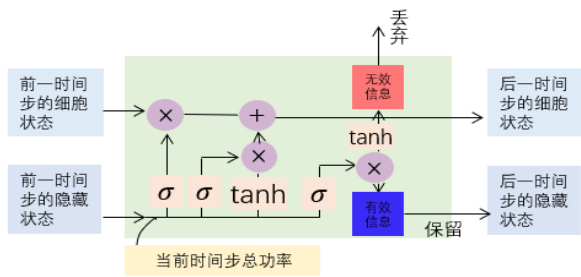 丢
弃
前一时间
步的细胞
状态
无效
信息
后一时间
步的细胞
状态
×
+
×
tanh
×
前一时间
步的隐藏
状态
σ
σ
tanh
σ
有效
信息
后一时间
步的隐藏
状态
保留
当前时间步总功率